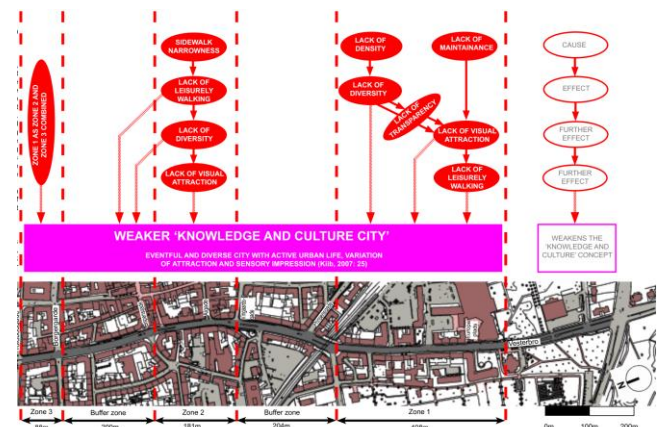 SIDEWALK
NARROWNESS
LACK OF
LEISURELY
WALKING
LACK OF
DIVERSITY
LACK OF VISUAL
ATTRACTION
ZONE 1 AS ZONE 2 AND
ZONE 3 COMBINED
LACK OF
DENSITY
LACK OF
DIVERSITY
LACK OF
TRANSPARENCY
LACK OF
MAINTAINANCE
LACK OF VISUAL
ATTRACTION
LACK OF
LEISURELY
WALKING
CAUSE
EFFECT
FURTHER
EFFECT
FURTHER
EFFECT
WEAKER ‘KNOWLEDGE AND CULTURE CITY’
EVENTFUL AND DIVERSE CITY WITH ACTIVE URBAN LIFE, VARIATION
OF ATTRACTION AND SENSORY IMPRESSION (Kiib, 2007: 25)
WEAKENS THE
‘KNOWLEDGE AND
CULTURE’ CONCEPT
Vesterbro
N
Zone 3
Buffer zone
Zone 2
Buffer zone
Zone 1
181m
204m
0m
100m
200m